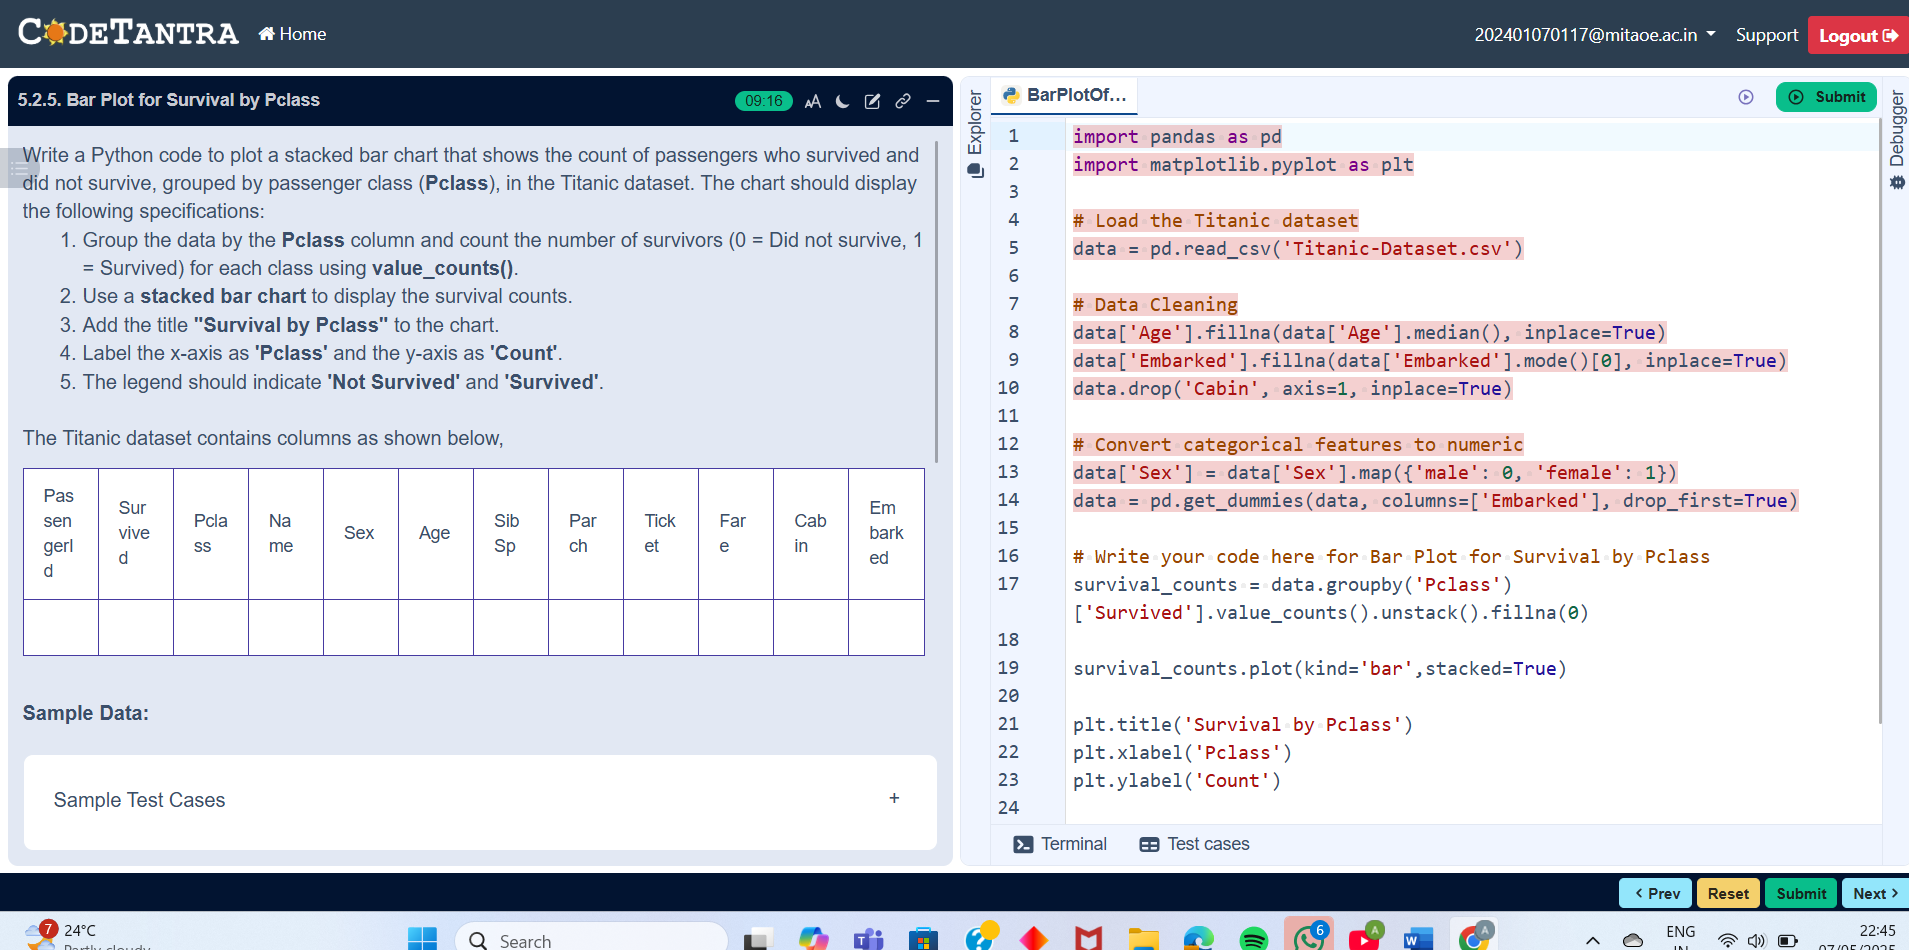 CODETANTRA Home
202401070117@mitaoe.ac.in Support Logout
5.2.5. Bar Plot for Survival by Pclass
09:16
Write a Python code to plot a stacked bar chart that shows the count of passengers who survived and
did not survive, grouped by passenger class (Pclass), in the Titanic dataset. The chart should display
the following specifications:
1. Group the data by the Pclass column and count the number of survivors (0 = Did not survive, 1
= Survived) for each class using value_counts().
2. Use a stacked bar chart to display the survival counts.
3. Add the title "Survival by Pclass" to the chart.
4. Label the x-axis as 'Pclass' and the y-axis as 'Count'.
5. The legend should indicate 'Not Survived' and 'Survived'.
The Titanic dataset contains columns as shown below,
Pas
sen
gerI
d
Sur
vive
d
Pcla
ss
Na
me
Sex
Age
Sib
Sp
Par
ch
Tick
et
Far
e
Cab
in
Em
bark
ed
Sample Data:
Sample Test Cases +
Explorer
BarPlotOf...
Submit
Debugger
1 import pandas as pd
2 import matplotlib.pyplot as plt
3
4 # Load the Titanic dataset
5 data = pd.read_csv('Titanic-Dataset.csv')
6
7 # Data Cleaning
8 data['Age'].fillna(data['Age'].median(), inplace=True)
9 data['Embarked'].fillna(data['Embarked'].mode()[0], inplace=True)
10 data.drop('Cabin', axis=1, inplace=True)
11
12 # Convert categorical features to numeric
13 data['Sex'] = data['Sex'].map({'male': 0, 'female': 1})
14 data = pd.get_dummies(data, columns=['Embarked'], drop_first=True)
15
16 # Write your code here for Bar Plot for Survival by Pclass
17 survival_counts = data.groupby('Pclass')
['Survived'].value_counts().unstack().fillna(0)
18
19 survival_counts.plot(kind='bar',stacked=True)
20
21 plt.title('Survival by Pclass')
22 plt.xlabel('Pclass')
23 plt.ylabel('Count')
24
Terminal Test cases
< Prev Reset Submit Next >
7 24°C
Partly cloudy
Search
6
A
A
ENG
IN
22:45
07/05/2025